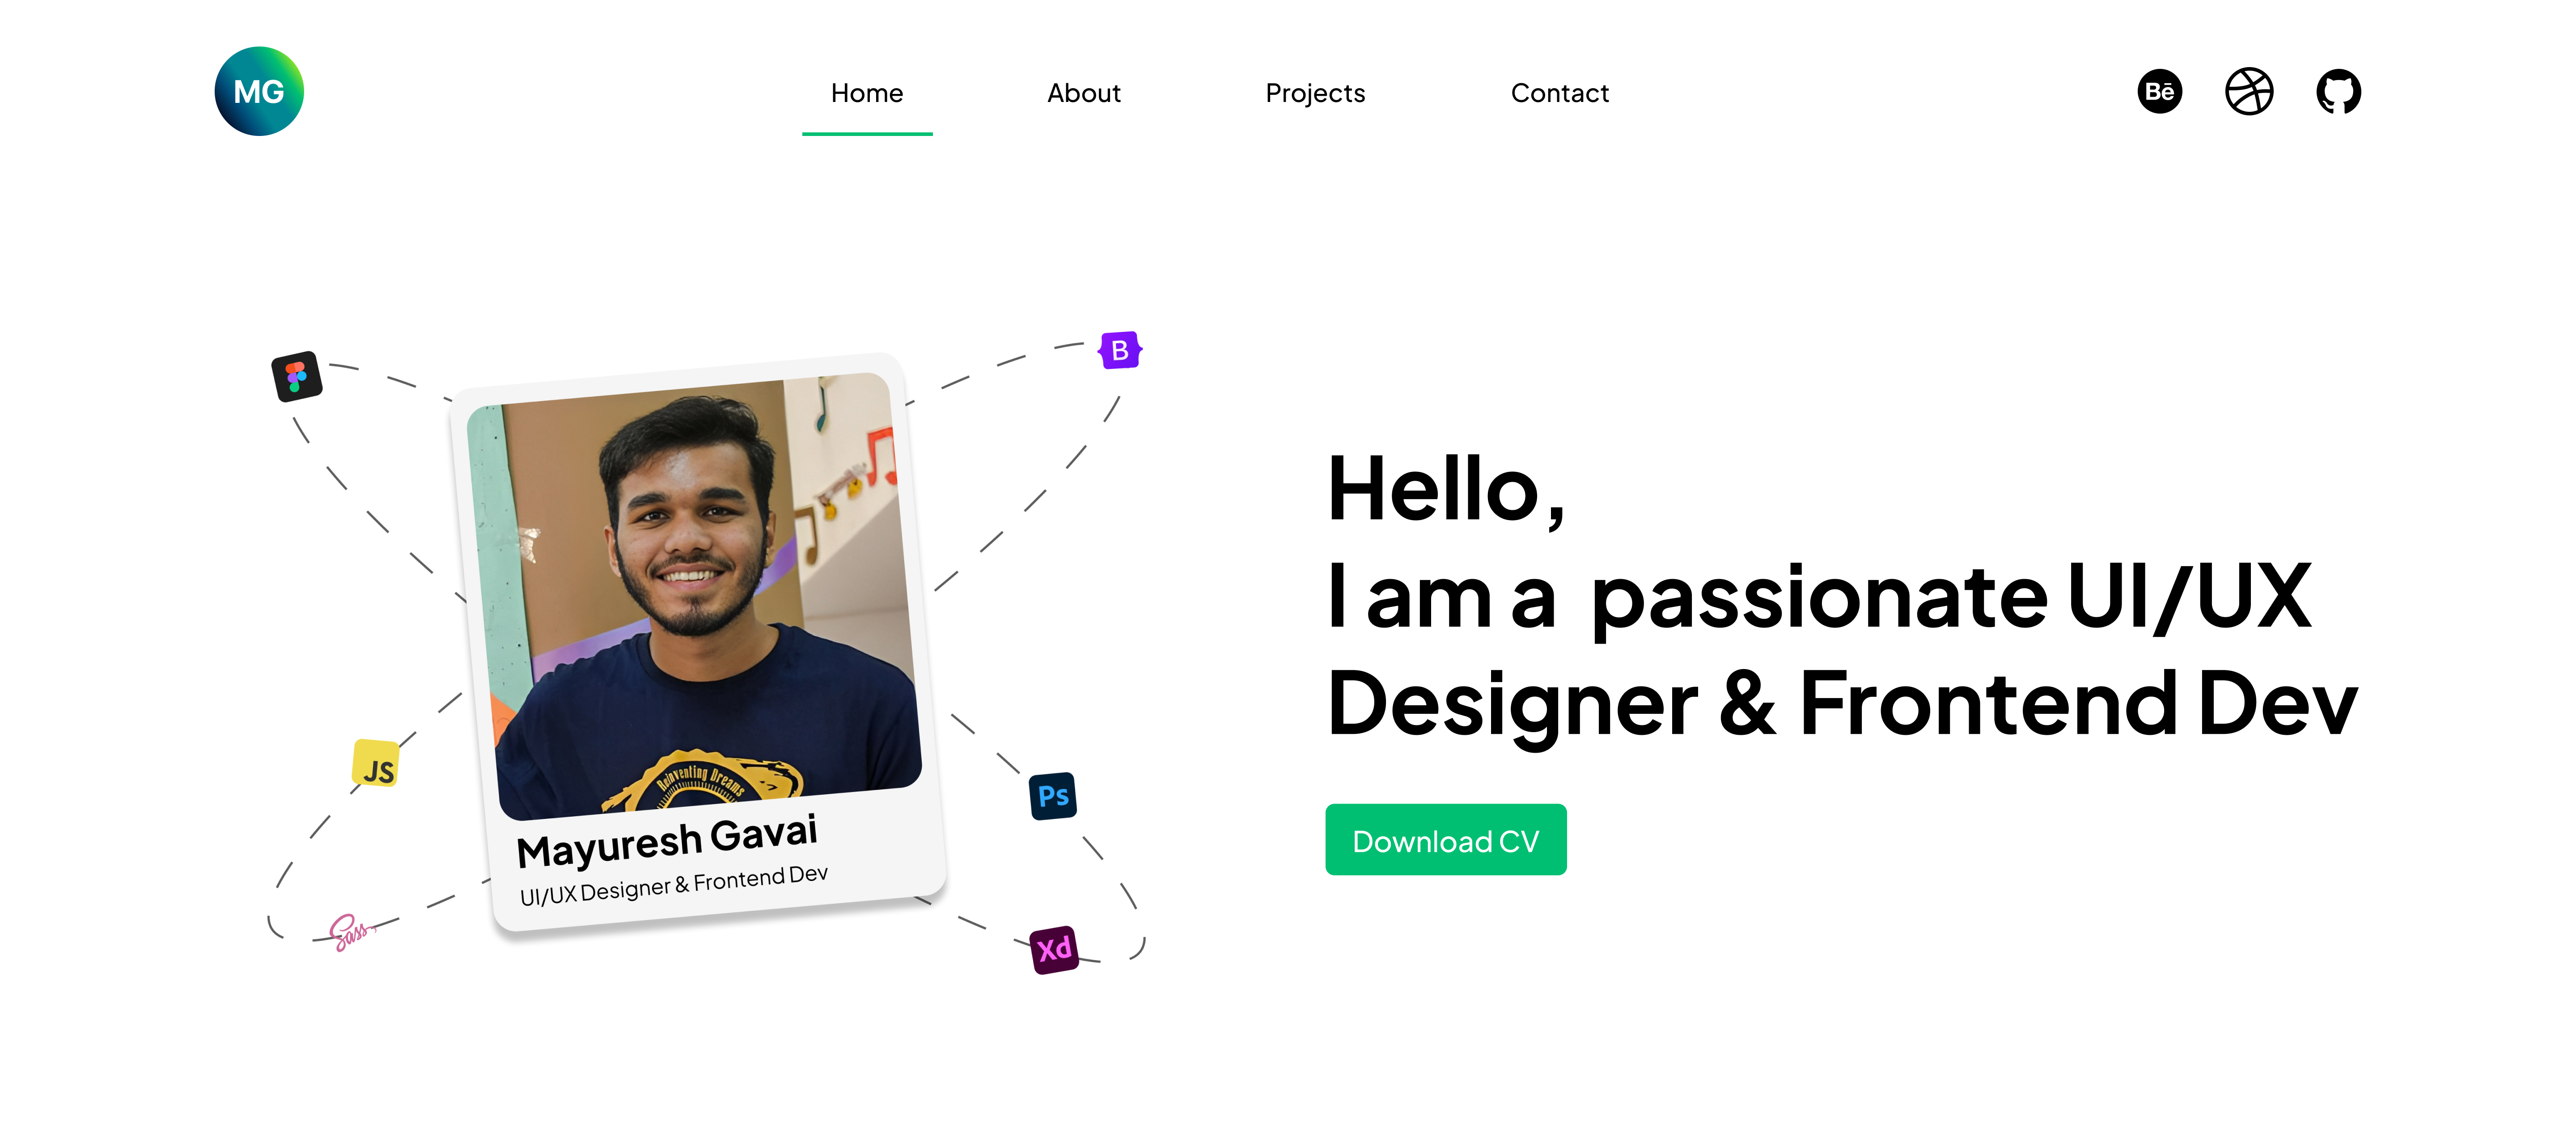 MG
Home
About
Projects
Contact
Bē
B
Hello,
I am a passionate UI/UX
Designer & Frontend Dev
Download CV
JS
Ps
Sass
Xd
Reinventing Dreams
Mayuresh Gavai
UI/UX Designer & Frontend Dev